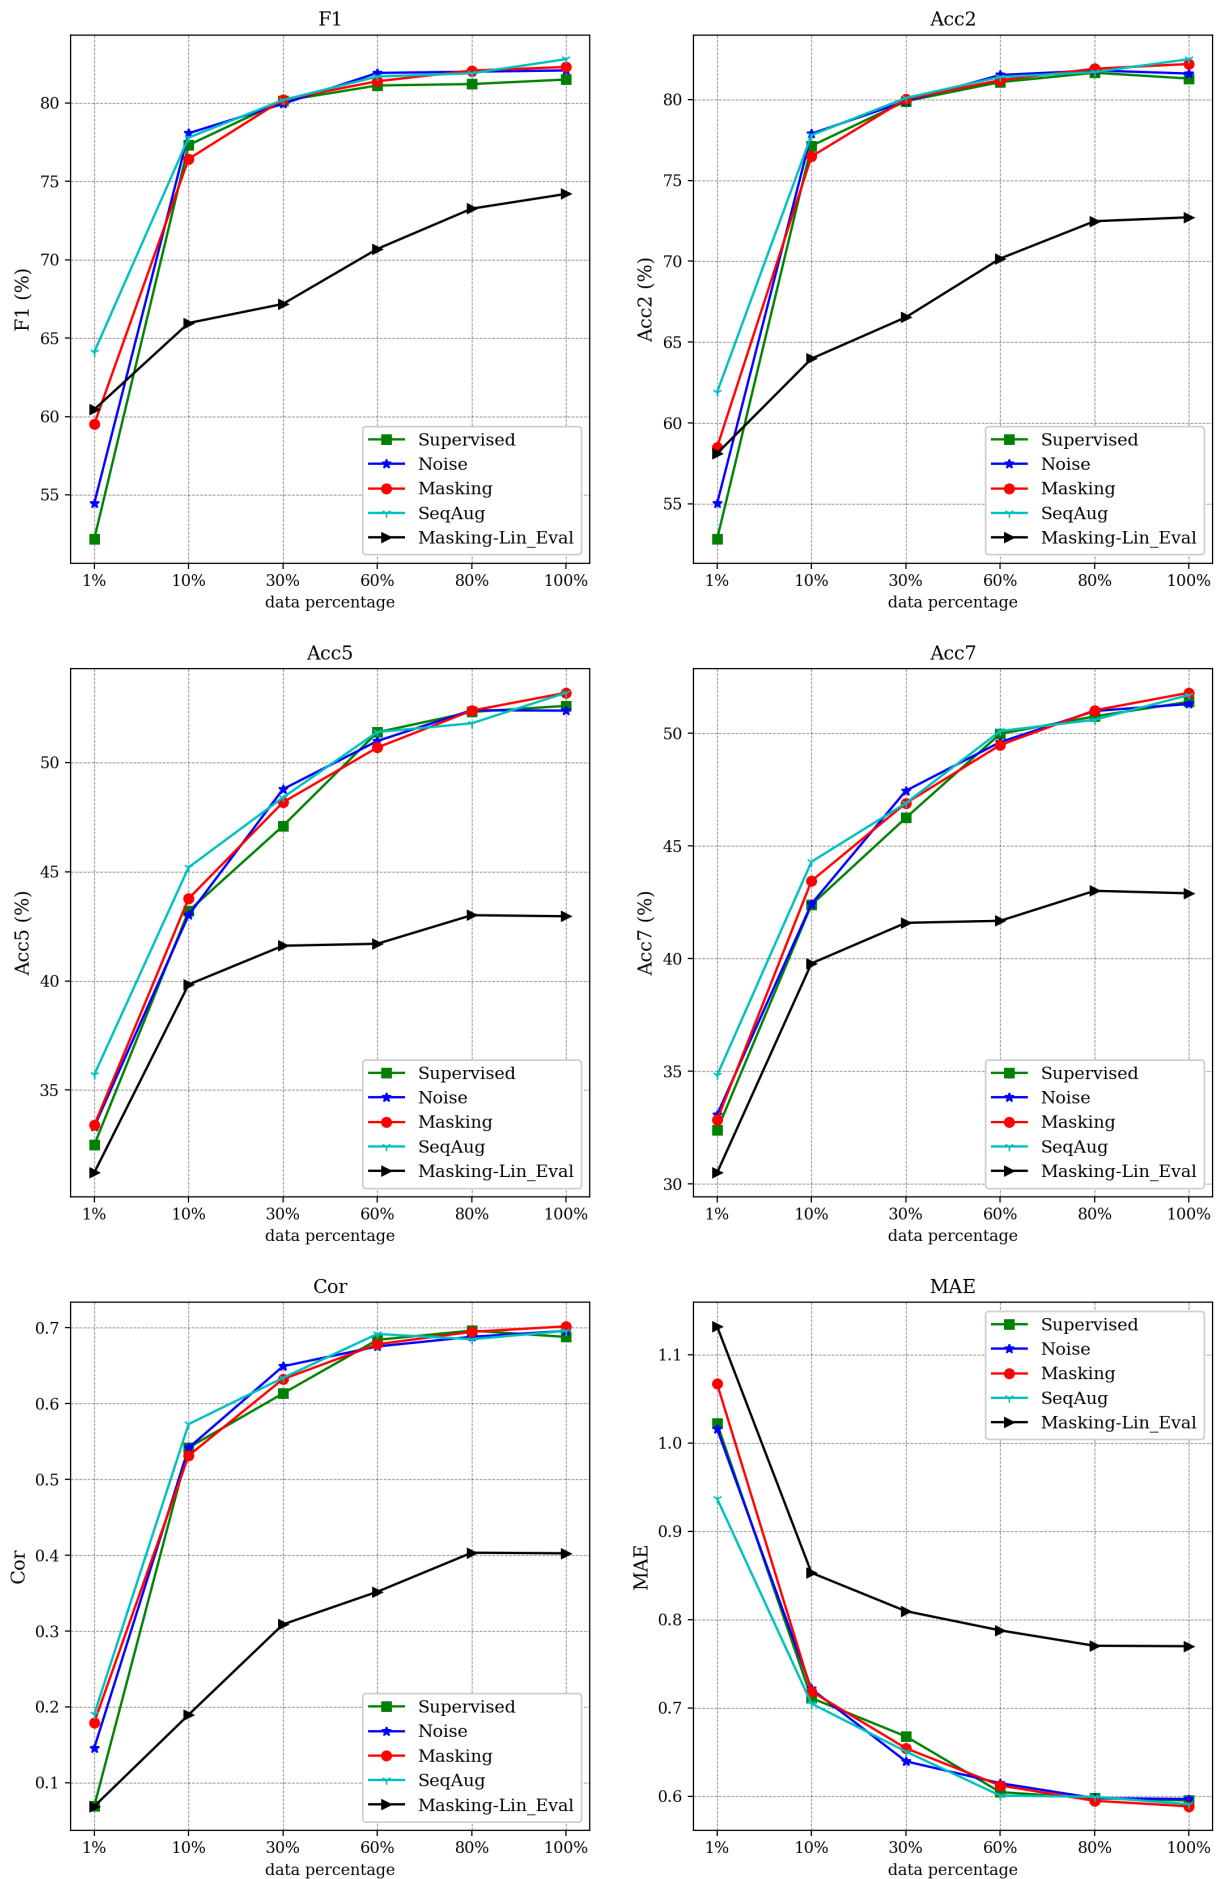 F1
F1 (%)
80
75
70
65
60
55
Supervised
Noise
Masking
SeqAug
Masking-Lin_Eval
1% 10% 30% 60% 80% 100%
data percentage
Acc2
Acc2 (%)
80
75
70
65
60
55
Supervised
Noise
Masking
SeqAug
Masking-Lin_Eval
1% 10% 30% 60% 80% 100%
data percentage
Acc5
Acc5 (%)
50
45
40
35
Supervised
Noise
Masking
SeqAug
Masking-Lin_Eval
1% 10% 30% 60% 80% 100%
data percentage
Acc7
Acc7 (%)
50
45
40
35
30
Supervised
Noise
Masking
SeqAug
Masking-Lin_Eval
1% 10% 30% 60% 80% 100%
data percentage
Cor
Cor
0.7
0.6
0.5
0.4
0.3
0.2
0.1
Supervised
Noise
Masking
SeqAug
Masking-Lin_Eval
1% 10% 30% 60% 80% 100%
data percentage
MAE
MAE
1.1
1.0
0.9
0.8
0.7
0.6
Supervised
Noise
Masking
SeqAug
Masking-Lin_Eval
1% 10% 30% 60% 80% 100%
data percentage